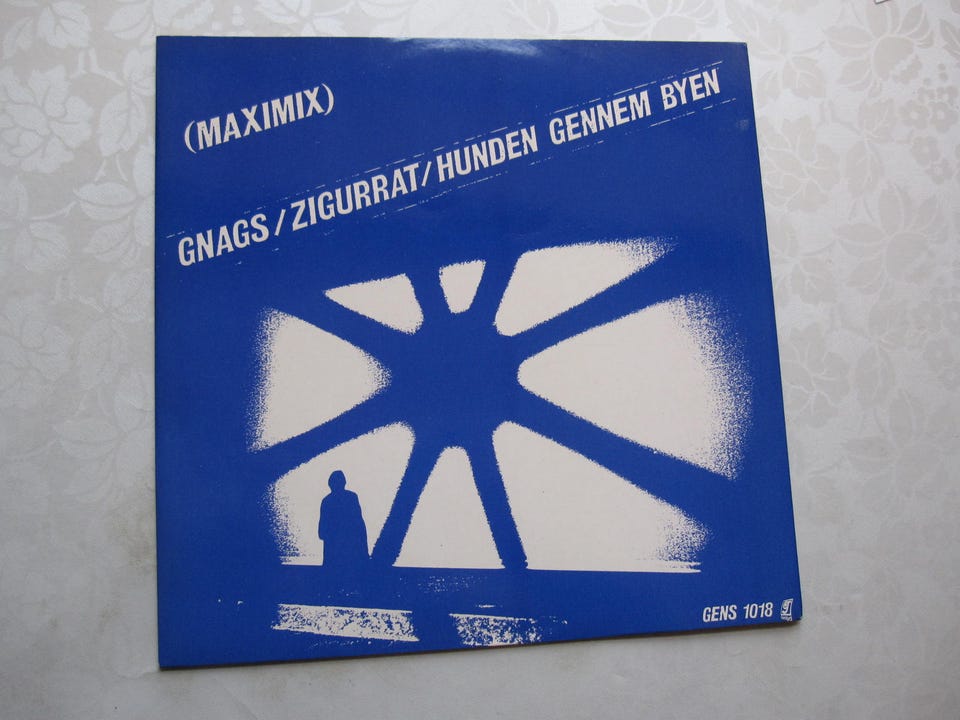 (MAXIMIX)
GNAGS/ZIGURRAT/HUNDEN GENNEM BYEN
GENS 1018